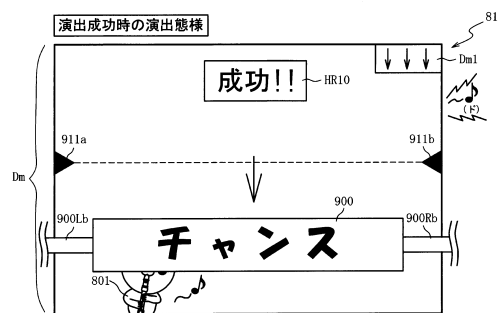 演出成功時の演出態様
81
Dm1
成功!!
HR10
(ド)
911a
911b
Dm
900
900Lb
900Rb
チャンス
801